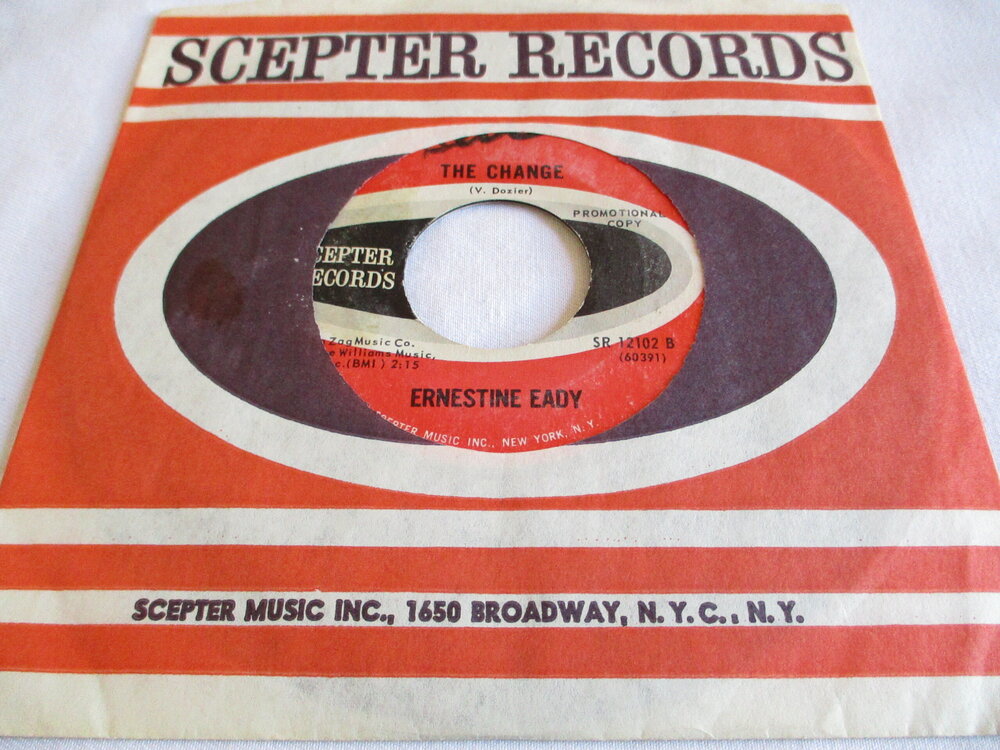 SCEPTER RECORDS
THE CHANGE
(V. Dozier)
PROMOTIONAL
COPY
CEPTER
ECORDS
ZagMusic Co.
e Williams Music,
c.(BMI) 2:15
SR 12102 B
(60391)
ERNESTINE EADY
SCEPTER MUSIC INC., NEW YORK, N.Y.
SCEPTER MUSIC INC., 1650 BROADWAY, N.Y.C., N.Y.